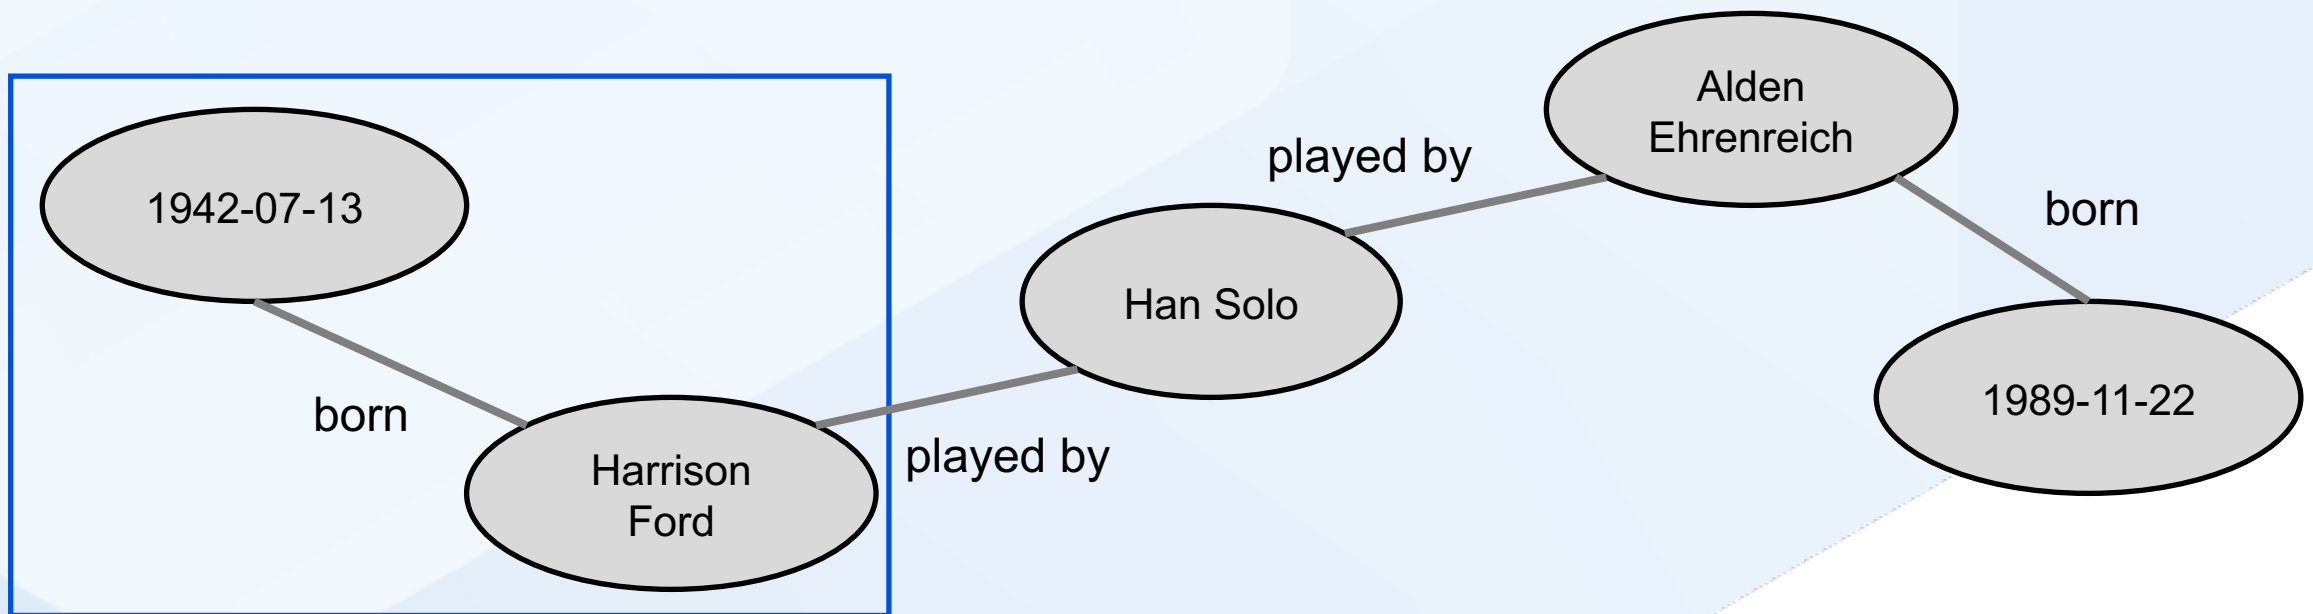 Alden
Ehrenreich
played by
1942-07-13
born
Han Solo
1989-11-22
born
played by
Harrison
Ford